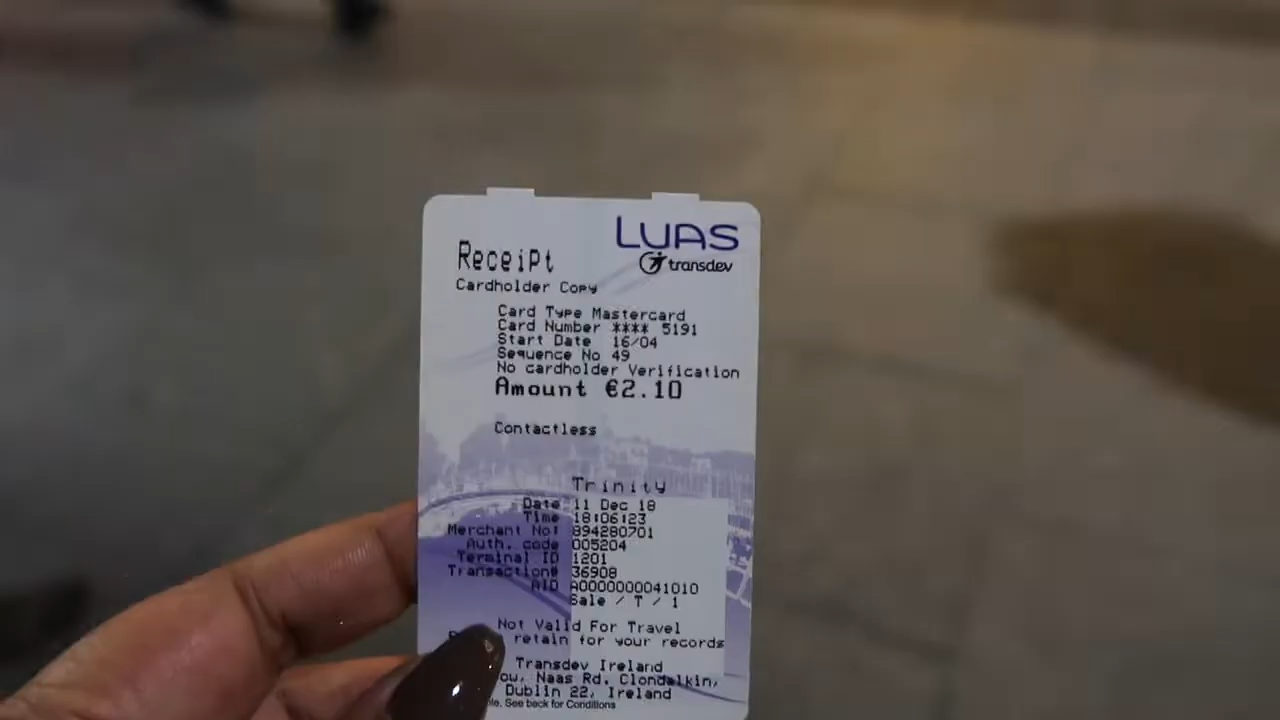 LUAS
transdev
Receipt
Cardholder Copy
Card Type Mastercard
Card Number **** 5191
Start Date 16/04
Sequence No 49
No cardholder Verification
Amount €2.10
Contactless
Trinity
Date 11 Dec 18
Time 18:06:23
Merchant No: 894280701
Auth. code 005204
Terminal ID 1201
Transaction# 36908
AID A0000000041010
Sale / T / 1
Not Valid For Travel
retain for your records
Transdev Ireland
Naas Rd. Clondalkin,
Dublin 22, Ireland
See back for Conditions